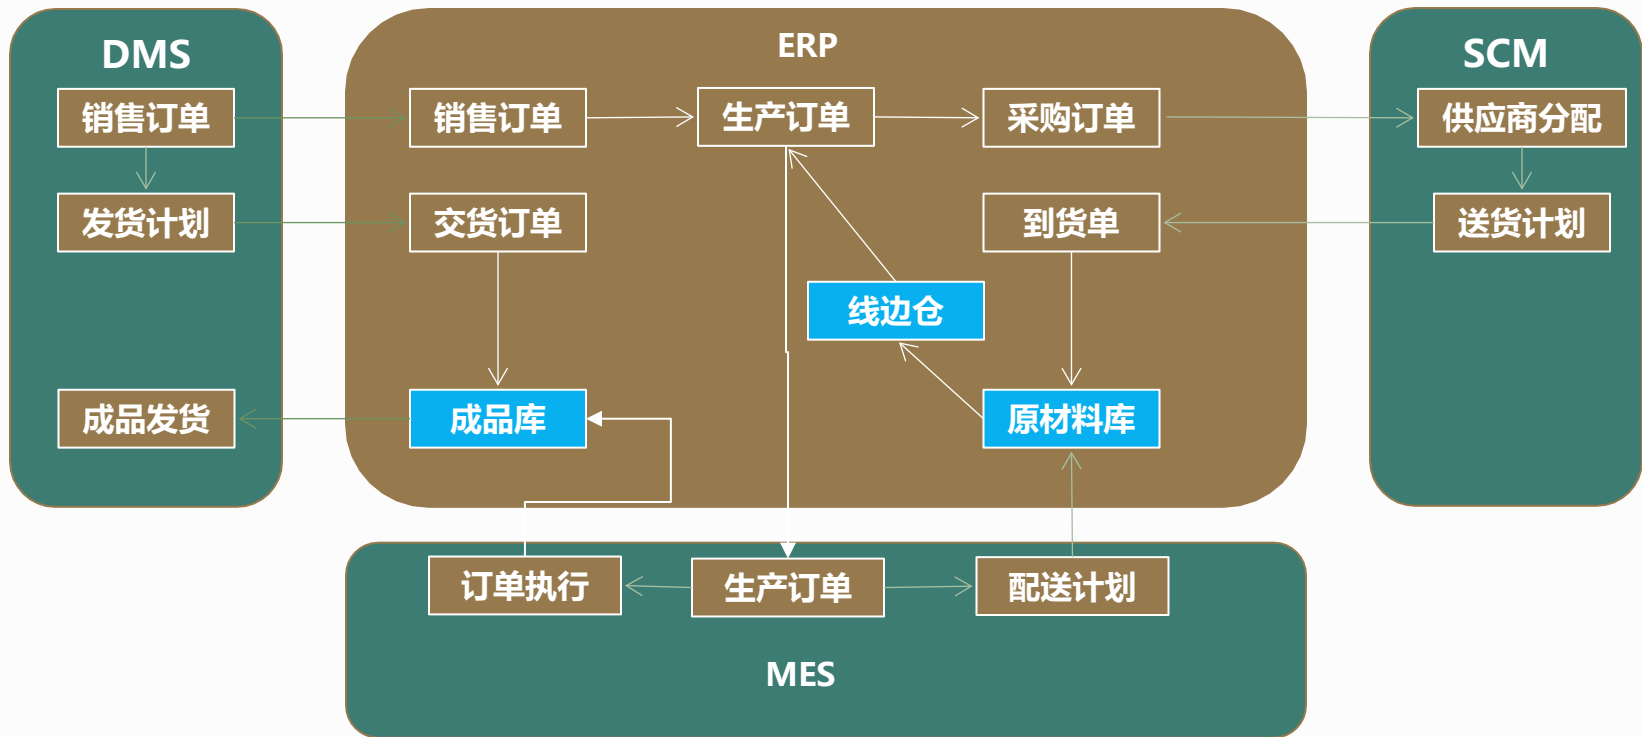 DMS
ERP
SCM
销售订单
销售订单
生产订单
采购订单
供应商分配
发货计划
交货订单
到货单
送货计划
线边仓
成品发货
成品库
原材料库
订单执行
生产订单
配送计划
MES